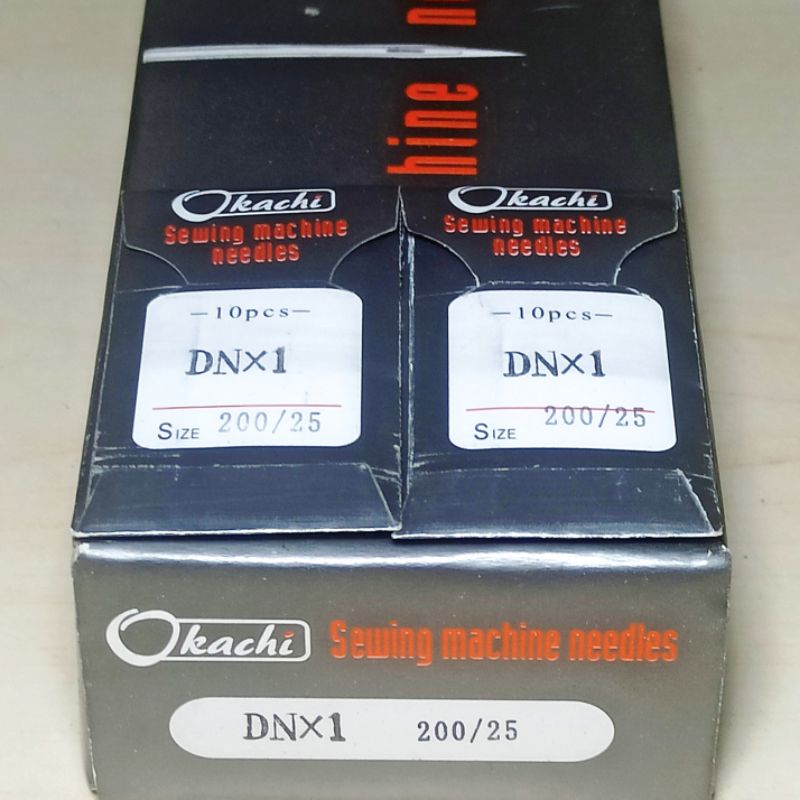 hine ne
Okachi
Sewing machine
needles
-10pcs-
DN×1
SIZE 200/25
Okachi
Sewing machine
needles
-10pcs-
DN×1
SIZE 200/25
Okachi Sewing machine needles
DN×1 200/25